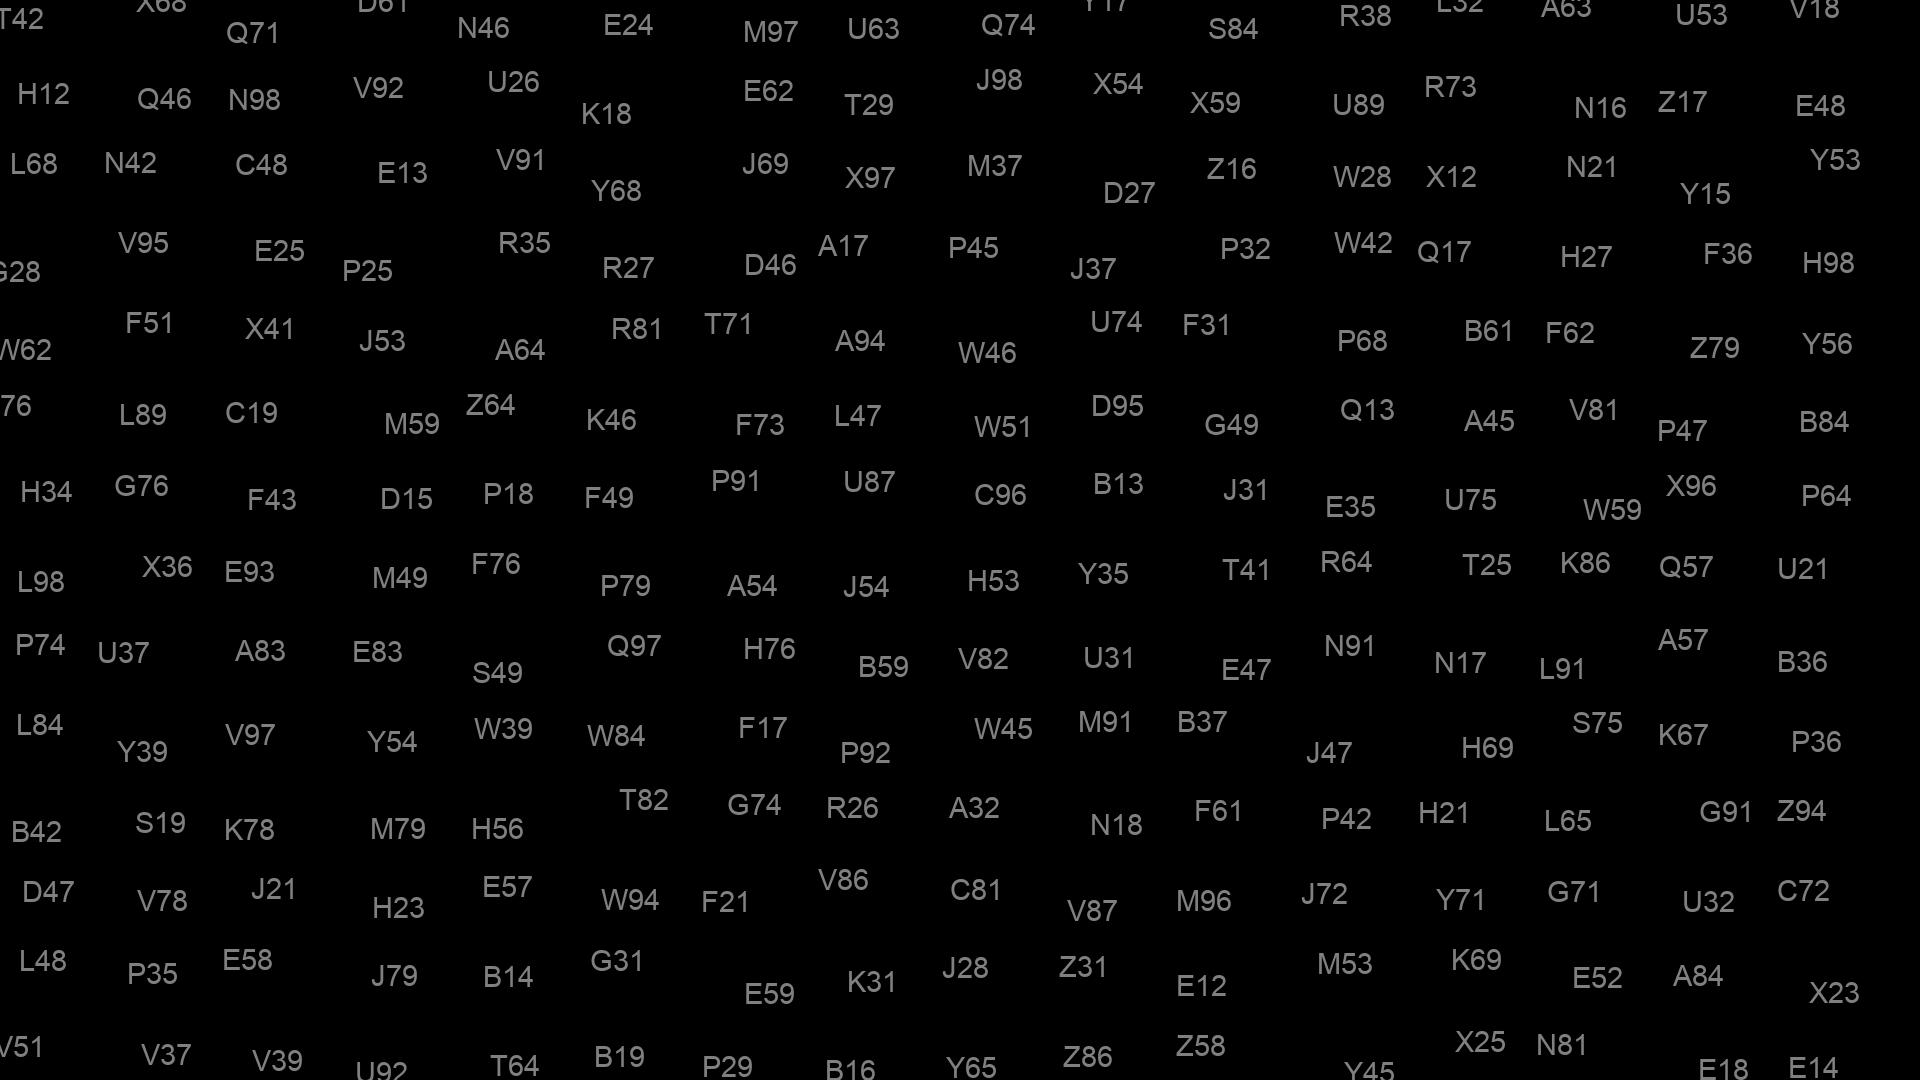 T42 X68 Q71 D61 N46 E24 M97 U63 Q74 Y17 S84 R38 L32 A63 U53 V18
H12 Q46 N98 V92 U26 K18 E62 T29 J98 X54 X59 U89 R73 N16 Z17 E48
L68 N42 C48 E13 V91 Y68 J69 X97 M37 D27 Z16 W28 X12 N21 Y15 Y53
G28 V95 E25 P25 R35 R27 D46 A17 P45 J37 P32 W42 Q17 H27 F36 H98
W62 F51 X41 J53 A64 R81 T71 A94 W46 U74 F31 P68 B61 F62 Z79 Y56
76 L89 C19 M59 Z64 K46 F73 L47 W51 D95 G49 Q13 A45 V81 P47 B84
H34 G76 F43 D15 P18 F49 P91 U87 C96 B13 J31 E35 U75 W59 X96 P64
L98 X36 E93 M49 F76 P79 A54 J54 H53 Y35 T41 R64 T25 K86 Q57 U21
P74 U37 A83 E83 S49 Q97 H76 B59 V82 U31 E47 N91 N17 L91 A57 B36
L84 Y39 V97 Y54 W39 W84 F17 P92 W45 M91 B37 J47 H69 S75 K67 P36
B42 S19 K78 M79 H56 T82 G74 R26 A32 N18 F61 P42 H21 L65 G91 Z94
D47 V78 J21 H23 E57 W94 F21 V86 C81 V87 M96 J72 Y71 G71 U32 C72
L48 P35 E58 J79 B14 G31 E59 K31 J28 Z31 E12 M53 K69 E52 A84 X23
V51 V37 V39 U92 T64 B19 P29 B16 Y65 Z86 Z58 Y45 X25 N81 E18 E14